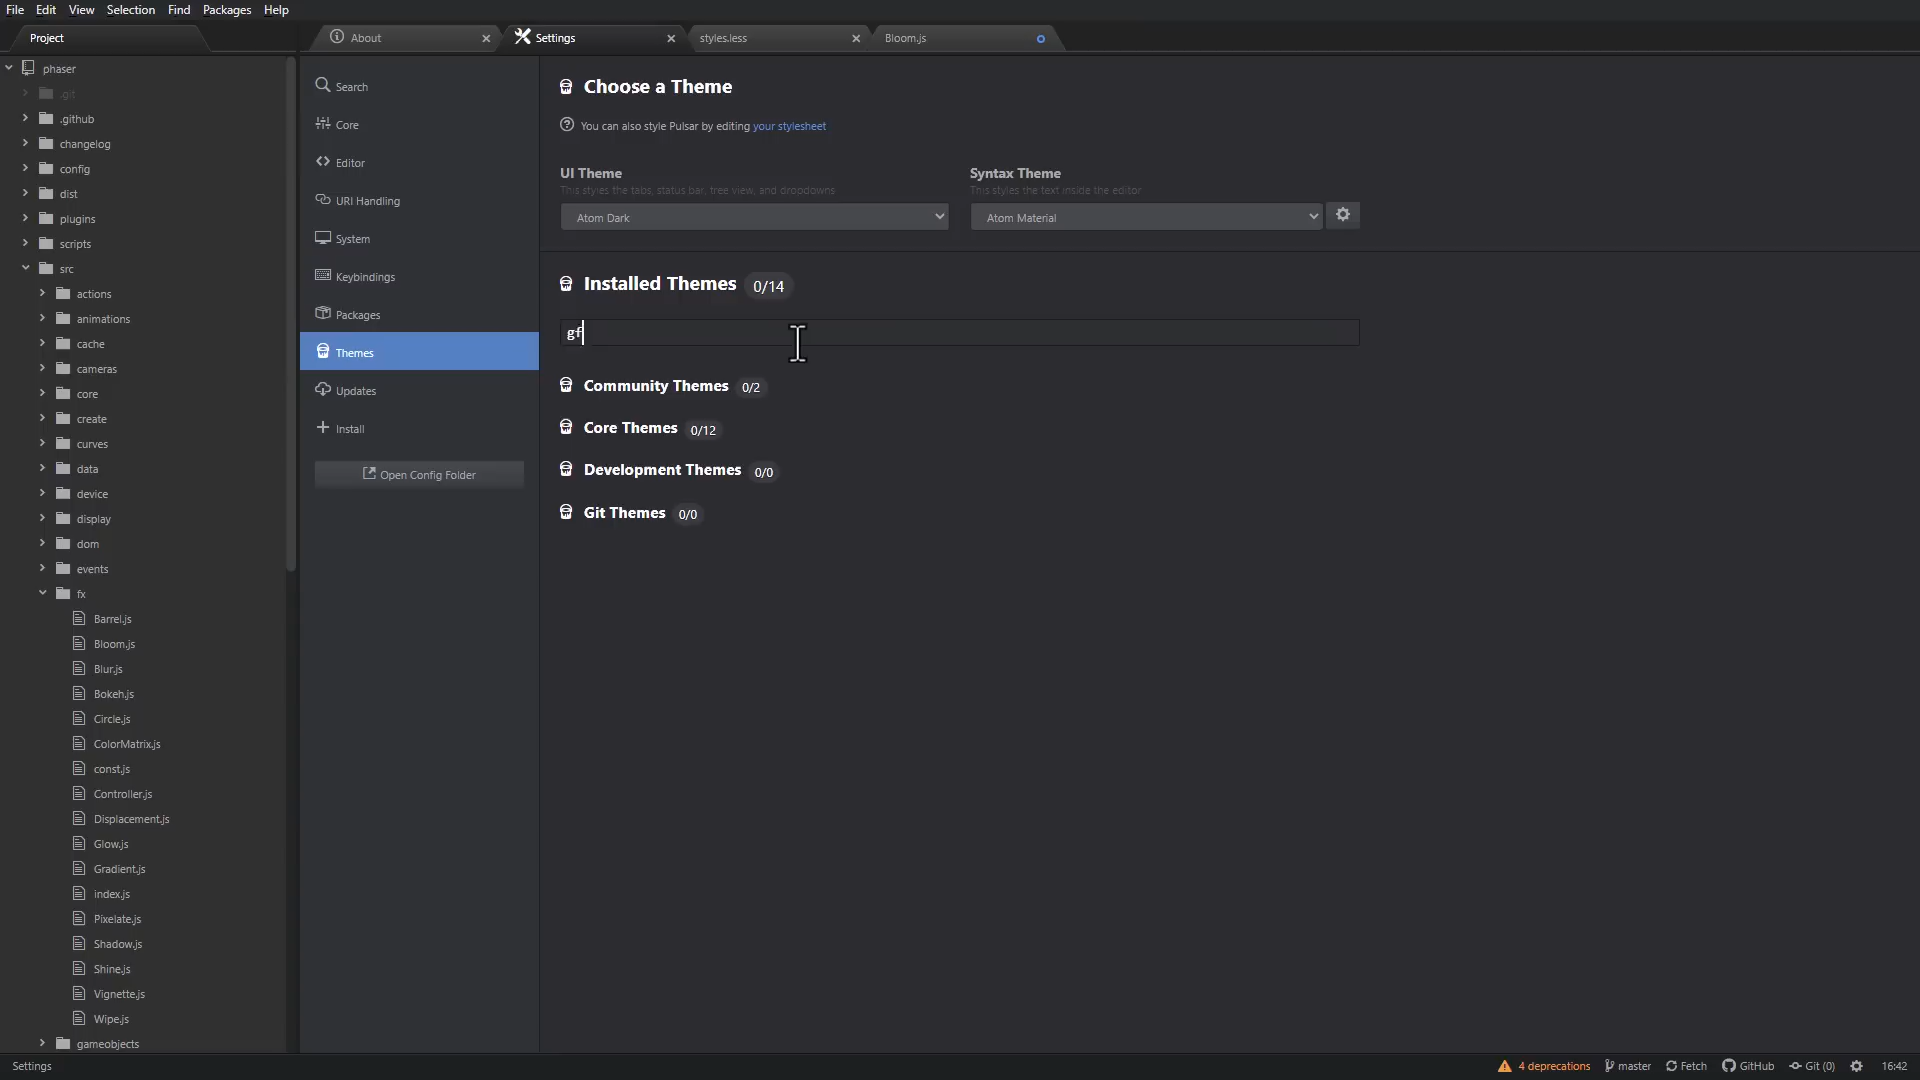 File Edit View Selection Find Packages Help
Project
About
Settings
styles.less
Bloom.js
phaser
.git
.github
changelog
config
dist
plugins
scripts
src
actions
animations
cache
cameras
core
create
curves
data
device
display
dom
events
fx
Barrel.js
Bloom.js
Blur.js
Bokeh.js
Circle.js
ColorMatrix.js
const.js
Controller.js
Displacement.js
Glow.js
Gradient.js
index.js
Pixelate.js
Shadow.js
Shine.js
Vignette.js
Wipe.js
gameobjects
Search
Core
Editor
URI Handling
System
Keybindings
Packages
Themes
Updates
Install
Open Config Folder
Choose a Theme
You can also style Pulsar by editing your stylesheet
UI Theme
This styles the tabs, status bar, tree view, and dropdowns
Atom Dark
Syntax Theme
This styles the text inside the editor
Atom Material
Installed Themes 0/14
gf
Community Themes 0/2
Core Themes 0/12
Development Themes 0/0
Git Themes 0/0
Settings
4 deprecations master Fetch GitHub Git (0) 16:42